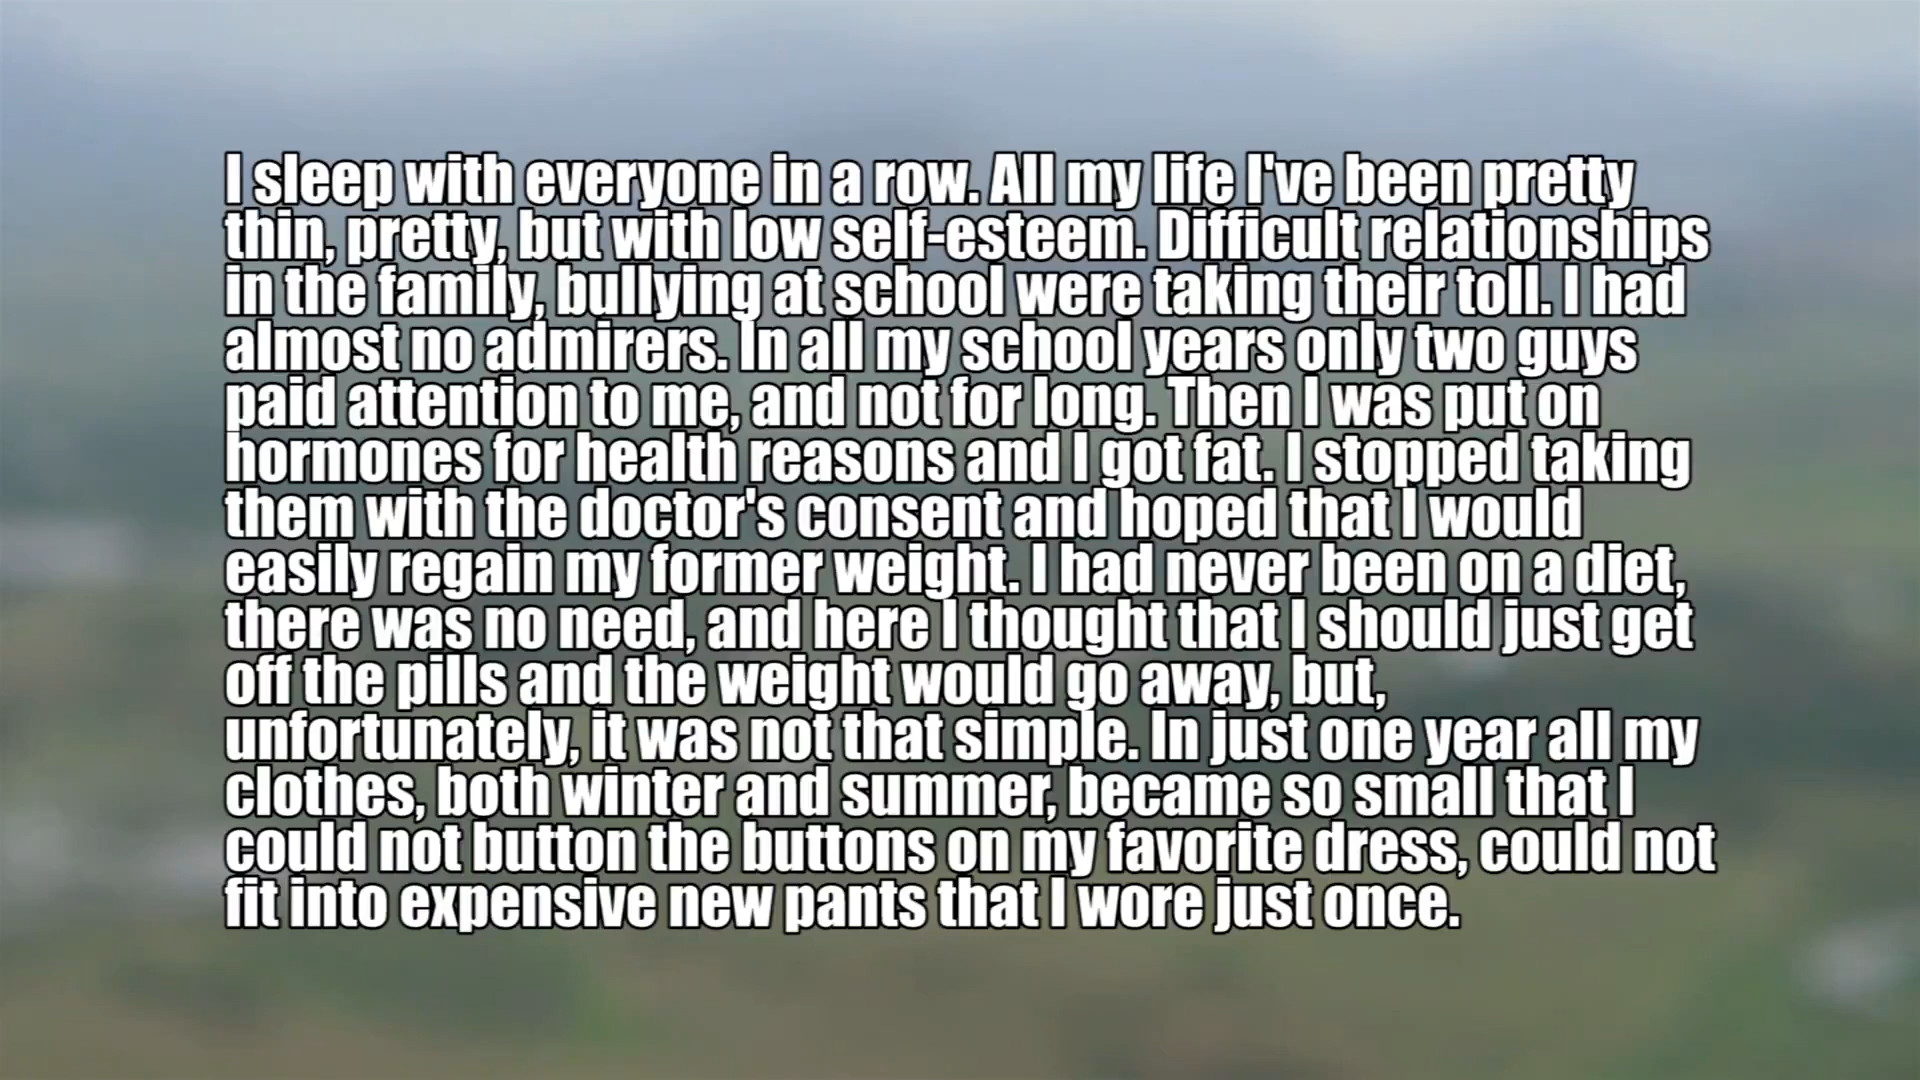 I sleep with everyone in a row. All my life I've been pretty
thin, pretty, but with low self-esteem. Difficult relationships
in the family, bullying at school were taking their toll. I had
almost no admirers. In all my school years only two guys
paid attention to me, and not for long. Then I was put on
hormones for health reasons and I got fat. I stopped taking
them with the doctor's consent and hoped that I would
easily regain my former weight. I had never been on a diet,
there was no need, and here I thought that I should just get
off the pills and the weight would go away, but,
unfortunately, it was not that simple. In just one year all my
clothes, both winter and summer, became so small that I
could not button the buttons on my favorite dress, could not
fit into expensive new pants that I wore just once.